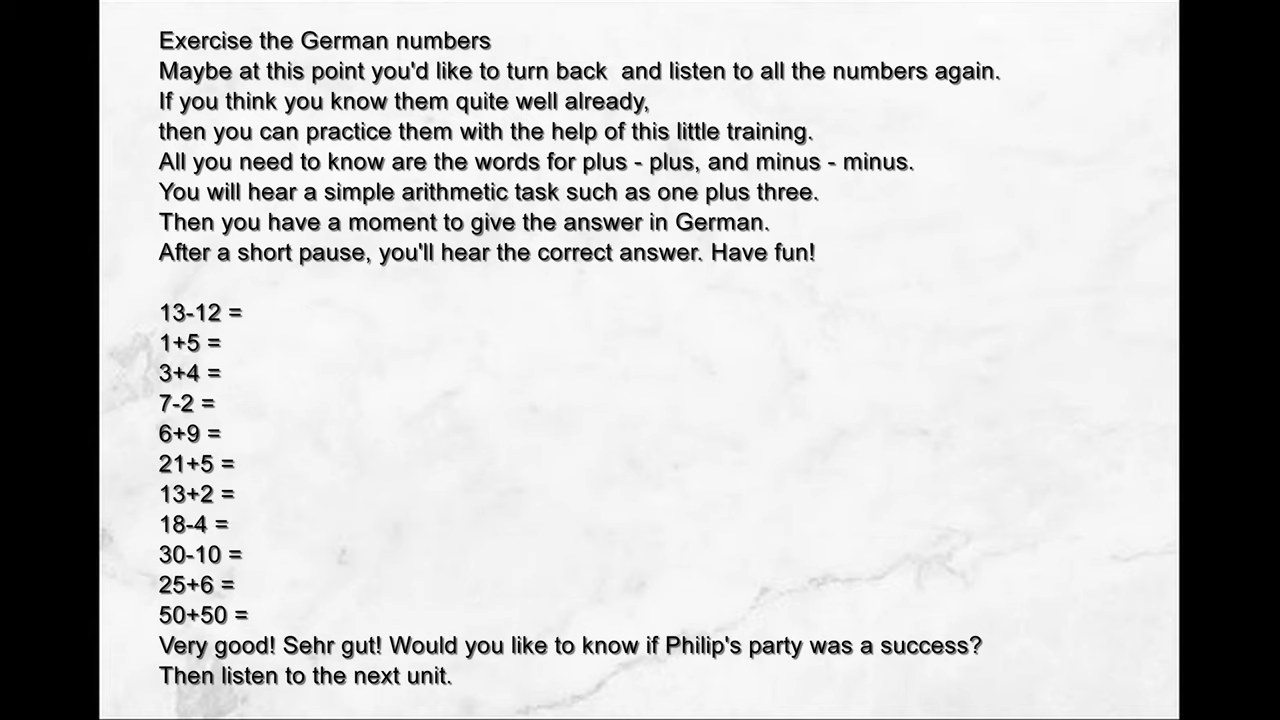 Exercise the German numbers
Maybe at this point you'd like to turn back  and listen to all the numbers again.
If you think you know them quite well already,
then you can practice them with the help of this little training.
All you need to know are the words for plus - plus, and minus - minus.
You will hear a simple arithmetic task such as one plus three.
Then you have a moment to give the answer in German.
After a short pause, you'll hear the correct answer. Have fun!

13-12 =
1+5 =
3+4 =
7-2 =
6+9 =
21+5 =
13+2 =
18-4 =
30-10 =
25+6 =
50+50 =
Very good! Sehr gut! Would you like to know if Philip's party was a success?
Then listen to the next unit.